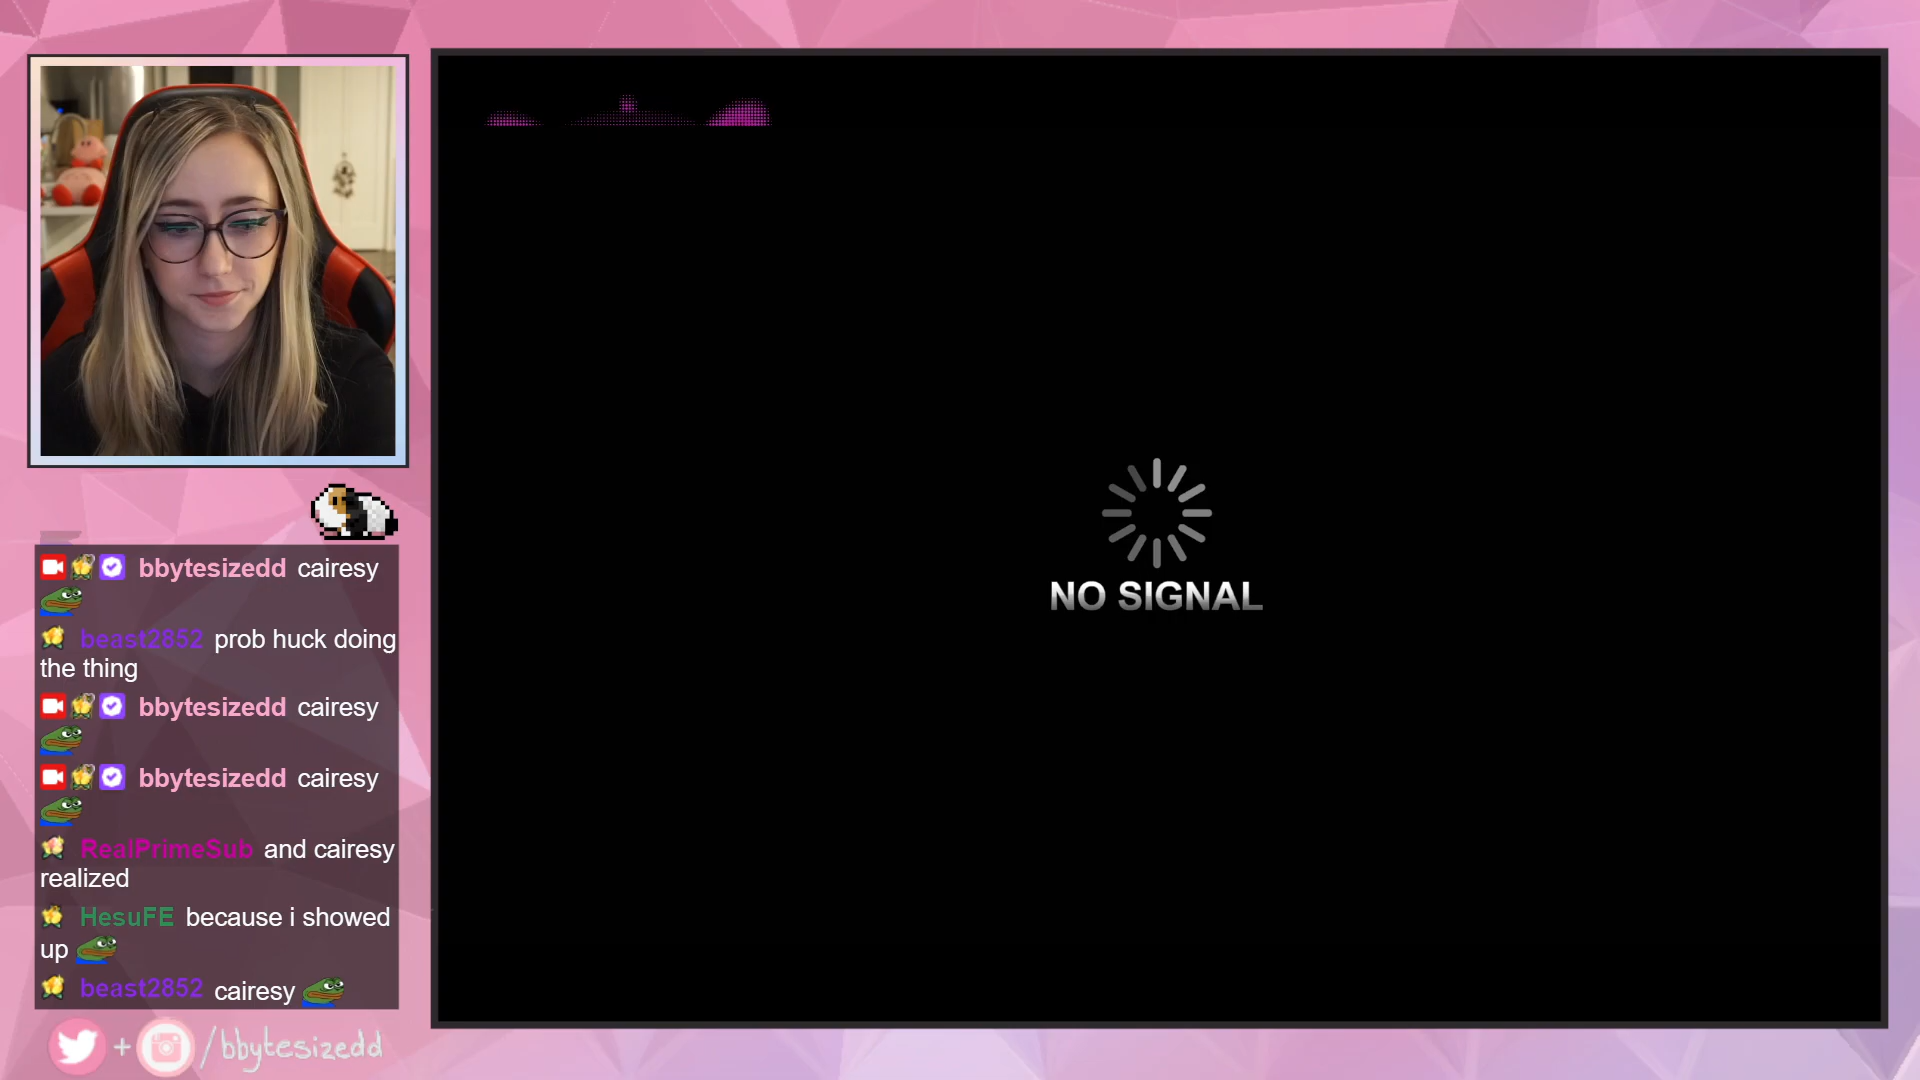 bbytesizedd cairesy
beast2852 prob huck doing
the thing
bbytesizedd cairesy
bbytesizedd cairesy
RealPrimeSub and cairesy
realized
HesuFE because i showed
up
beast2852 cairesy
+ /bbytesizedd
NO SIGNAL